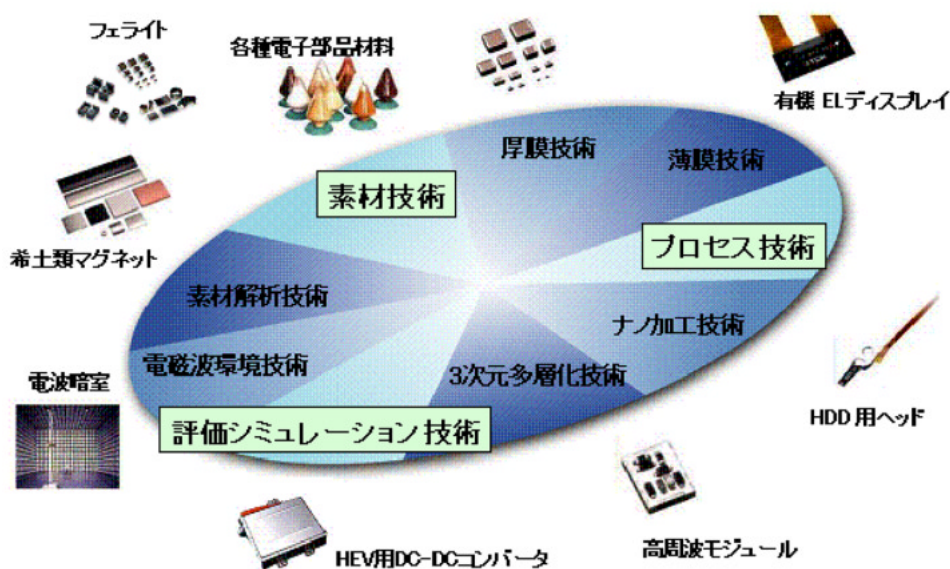 フェライト
各種電子部品材料
有機 ELディスプレイ
厚膜技術
薄膜技術
素材技術
プロセス技術
希土類マグネット
素材解析技術
ナノ加工技術
電磁波環境技術
3次元多層化技術
電波暗室
HDD 用ヘッド
評価シミュレーション技術
HEV用DC-DCコンバータ
高周波モジュール